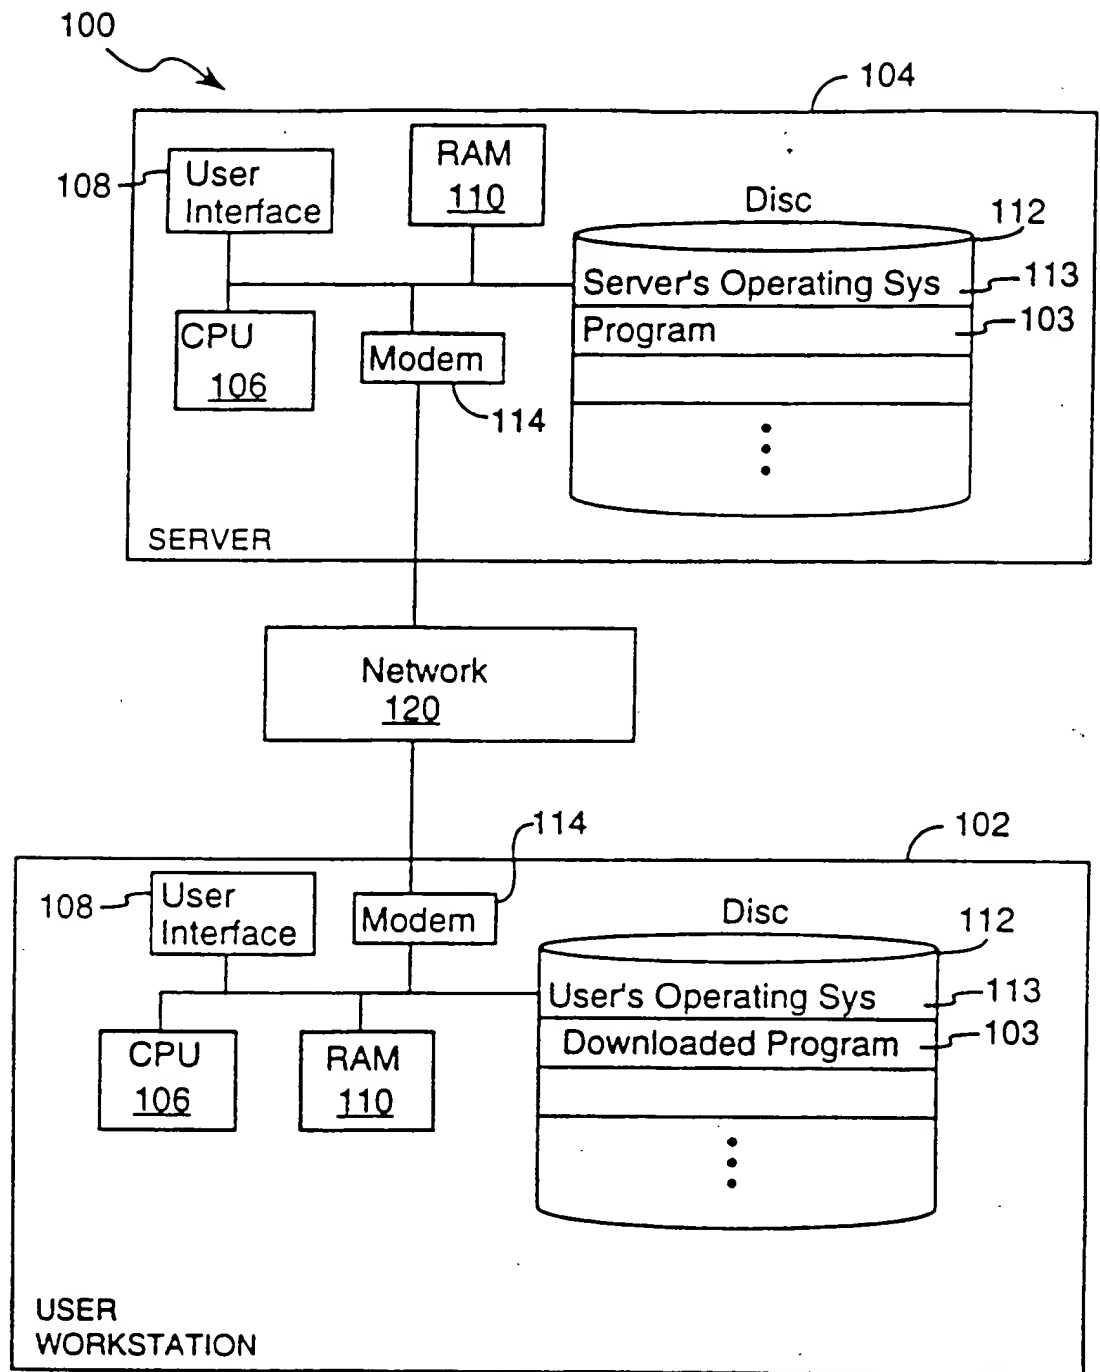 100
104
108
User
Interface
RAM
110
Disc
112
Server's Operating Sys
113
CPU
106
Modem
114
Program
103
SERVER
Network
120
114
102
108
User
Interface
Modem
Disc
112
User's Operating Sys
113
CPU
106
RAM
110
Downloaded Program
103
USER
WORKSTATION